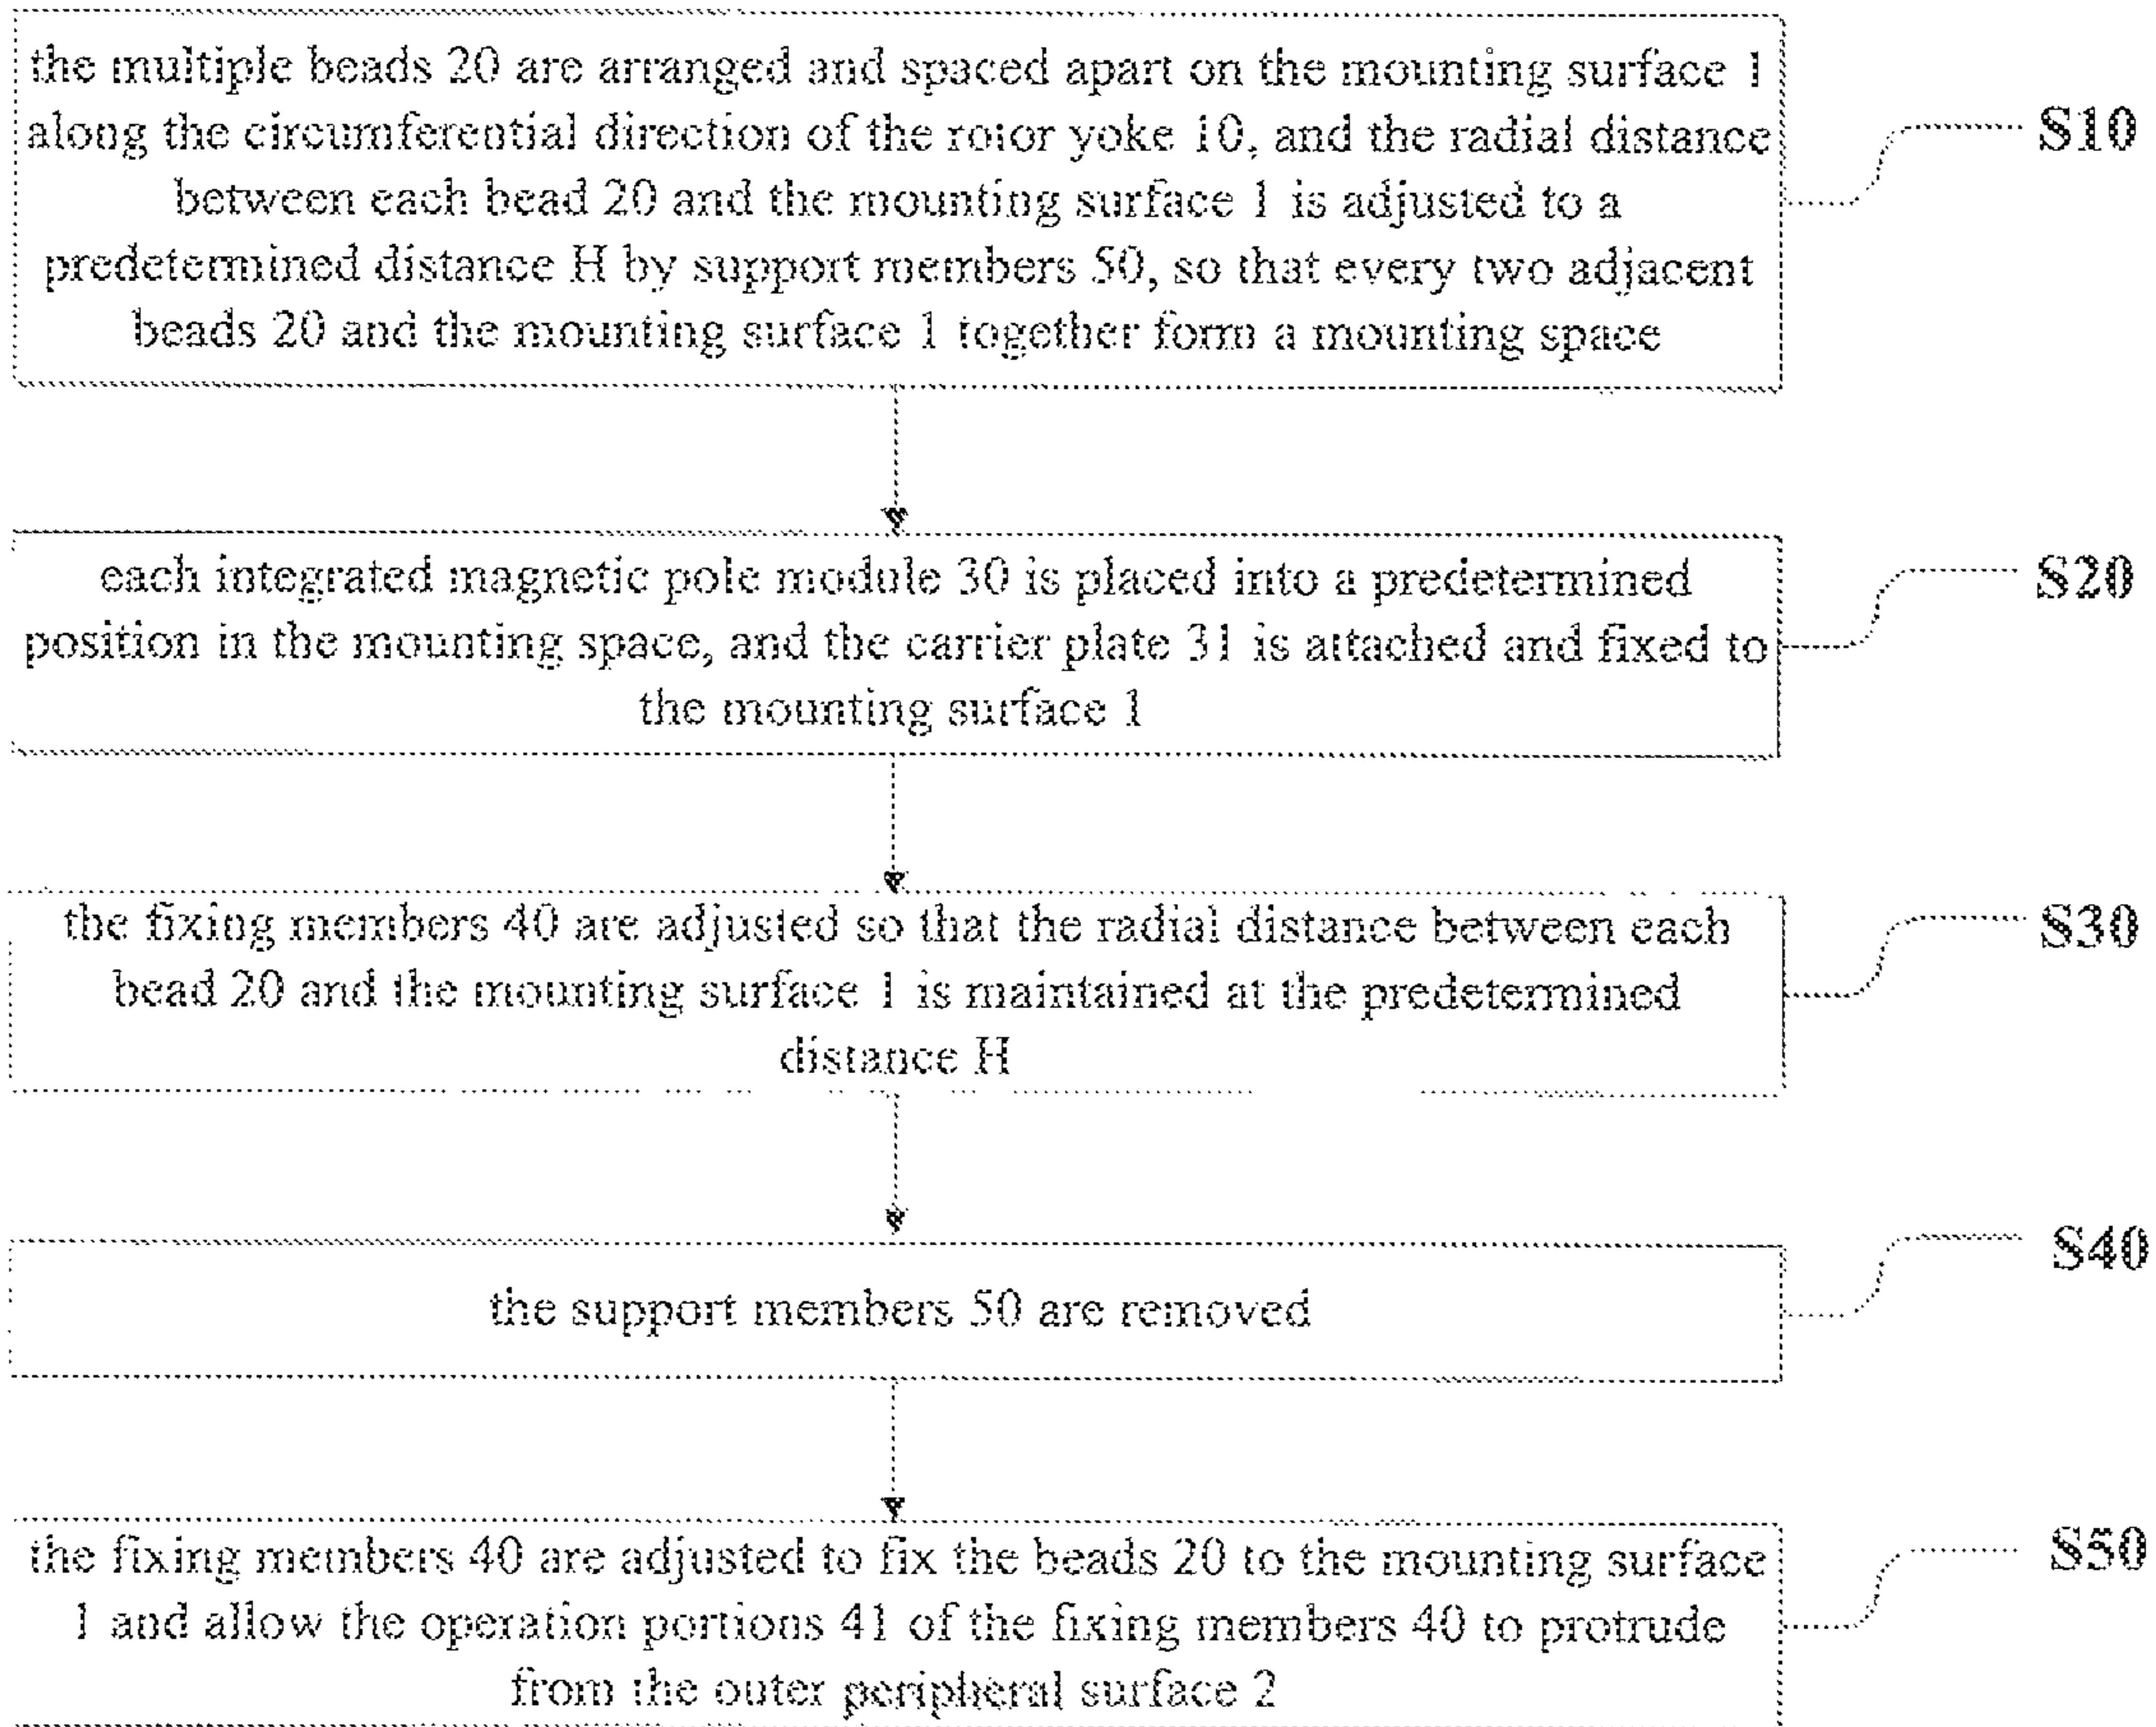 the multiple beads 20 are arranged and spaced apart on the mounting surface 1
along the circumferential direction of the rotor yoke 10, and the radial distance
between each bead 20 and the mounting surface 1 is adjusted to a
predetermined distance H by support members 50, so that every two adjacent
beads 20 and the mounting surface 1 together form a mounting space
S10
each integrated magnetic pole module 30 is placed into a predetermined
position in the mounting space, and the carrier plate 31 is attached and fixed to
the mounting surface 1
S20
the fixing members 40 are adjusted so that the radial distance between each
bead 20 and the mounting surface 1 is maintained at the predetermined
distance H
S30
the support members 50 are removed
S40
the fixing members 40 are adjusted to fix the beads 20 to the mounting surface
1 and allow the operation portions 41 of the fixing members 40 to protrude
from the outer peripheral surface 2
S50